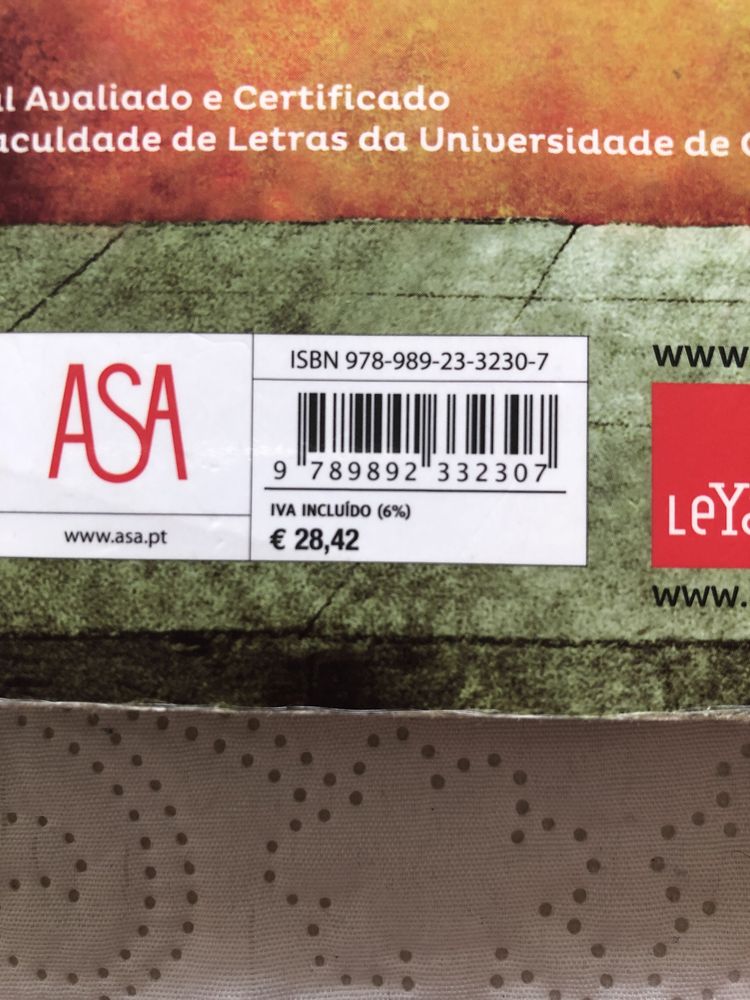 Avaliado e Certificado
Faculdade de Letras da Universidade de
ISBN 978-989-23-3230-7
ASA
9 789892 332307
IVA INCLUÍDO (6%)
€ 28,42
www.asa.pt
www
LeYa
www.